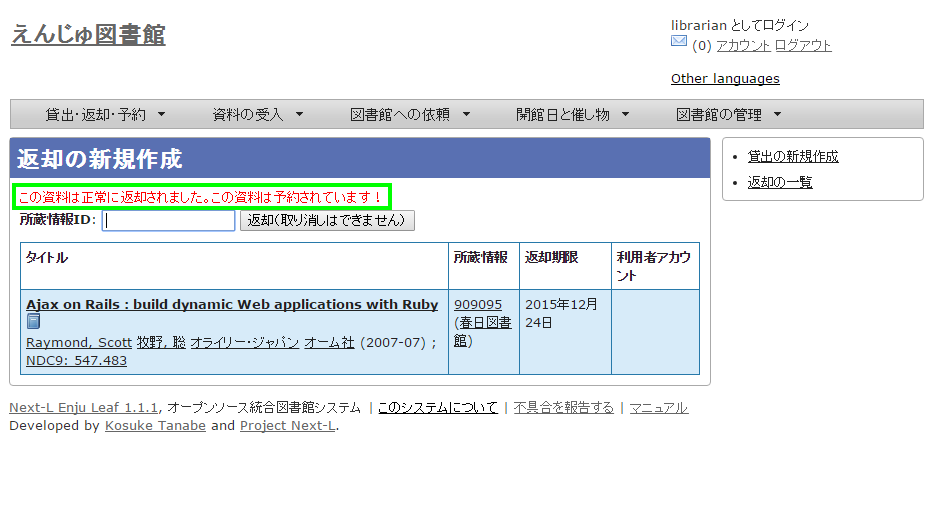 えんじゅ図書館
librarian としてログイン
(0) アカウント ログアウト
Other languages
貸出・返却・予約 ▼ 資料の受入 ▼ 図書館への依頼 ▼ 開館日と催し物 ▼ 図書館の管理 ▼
返却の新規作成
この資料は正常に返却されました。この資料は予約されています！
所蔵情報ID: 返却（取り消しはできません）
タイトル 所蔵情報 返却期限 利用者アカウ
ント
Ajax on Rails : build dynamic Web applications with Ruby 909095 2015年12月
(春日図書 24日
Raymond, Scott 牧野, 聡 オライリー・ジャパン オーム社 (2007-07) ; 館)
NDC9: 547.483
• 貸出の新規作成
• 返却の一覧
Next-L Enju Leaf 1.1.1, オープンソース統合図書館システム | このシステムについて | 不具合を報告する | マニュアル
Developed by Kosuke Tanabe and Project Next-L.